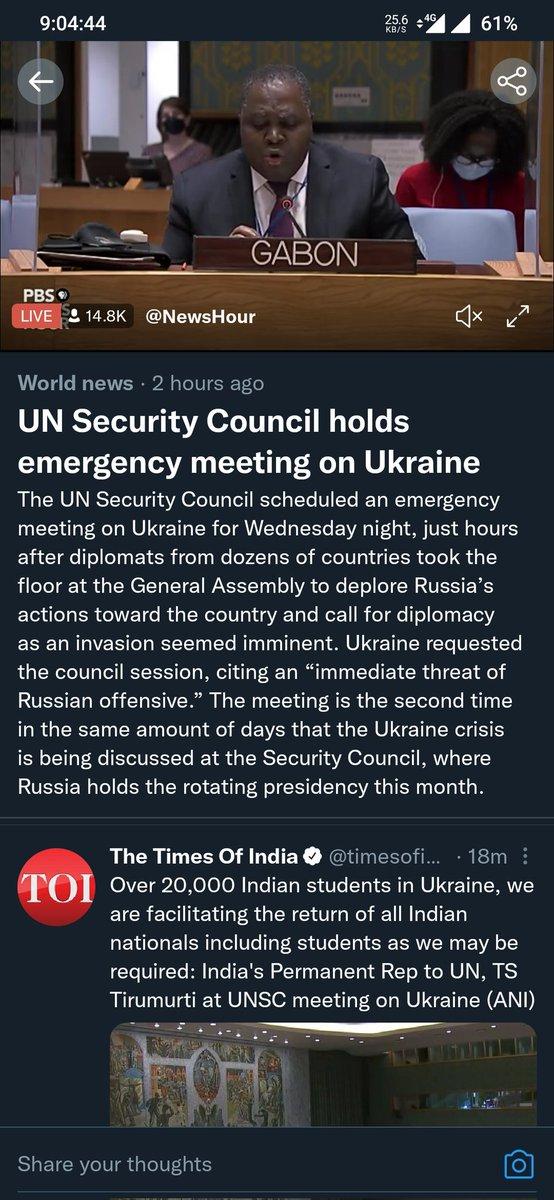 9:04:44
25.6
KB/S
4G
61%
GABON
PBS
LIVE
14.8K
@NewsHour
World news · 2 hours ago
UN Security Council holds
emergency meeting on Ukraine
The UN Security Council scheduled an emergency
meeting on Ukraine for Wednesday night, just hours
after diplomats from dozens of countries took the
floor at the General Assembly to deplore Russia’s
actions toward the country and call for diplomacy
as an invasion seemed imminent. Ukraine requested
the council session, citing an “immediate threat of
Russian offensive.” The meeting is the second time
in the same amount of days that the Ukraine crisis
is being discussed at the Security Council, where
Russia holds the rotating presidency this month.
TOI
The Times Of India @timesofi... · 18m
Over 20,000 Indian students in Ukraine, we
are facilitating the return of all Indian
nationals including students as we may be
required: India's Permanent Rep to UN, TS
Tirumurti at UNSC meeting on Ukraine (ANI)
Share your thoughts